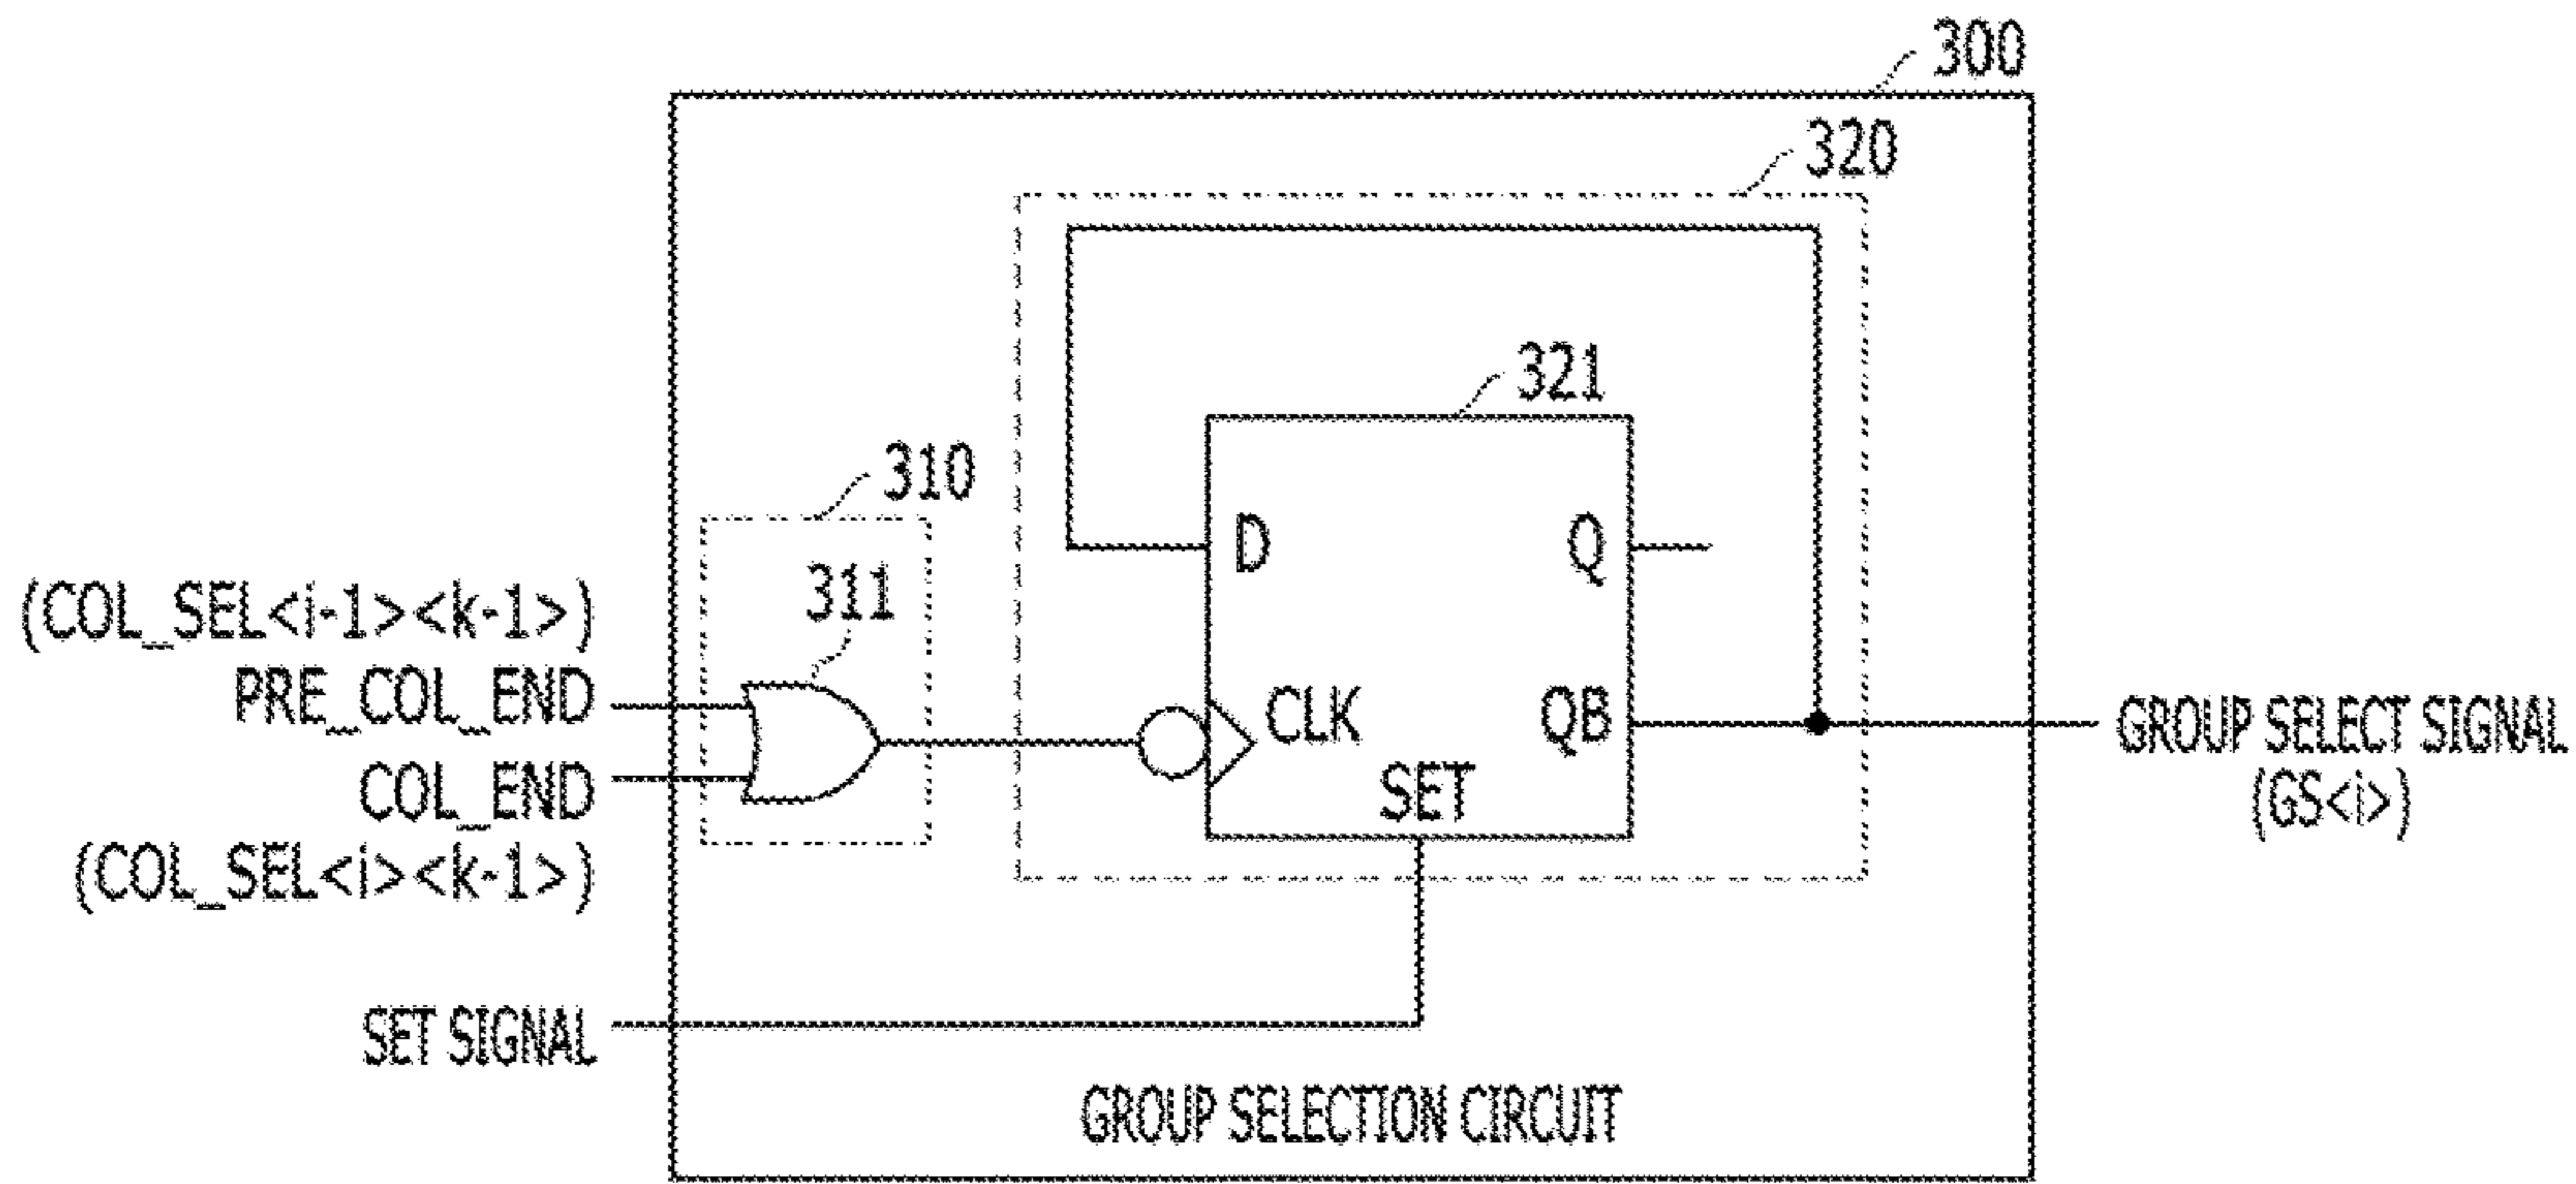 300
320
321
310
311
D
Q
(COL_SEL<i-1><k-1>)
PRE_COL_END
CLK
QB
GROUP SELECT SIGNAL
(GS<i>)
COL_END
SET
(COL_SEL<i><k-1>)
SET SIGNAL
GROUP SELECTION CIRCUIT